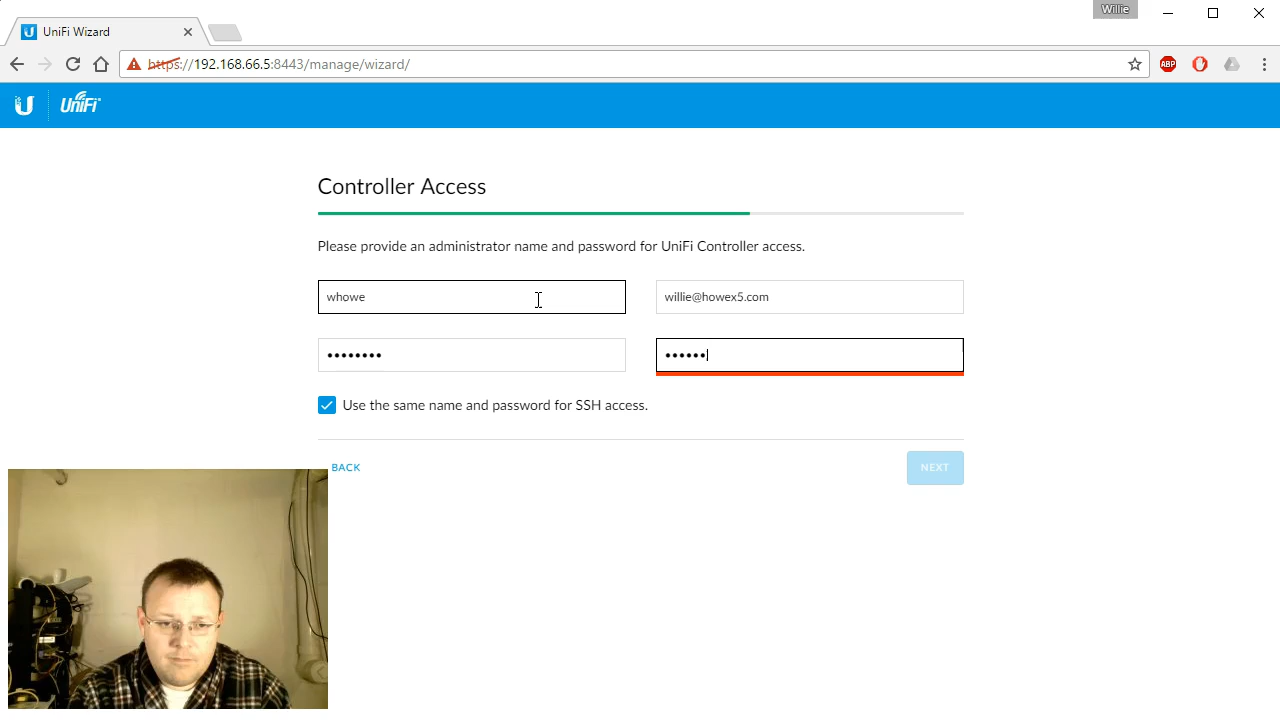 Willie
UniFi Wizard
https://192.168.66.5:8443/manage/wizard/
ABP
U UniFi
Controller Access
Please provide an administrator name and password for UniFi Controller access.
whowe willie@howex5.com
•••••••• ••••••
Use the same name and password for SSH access.
BACK NEXT